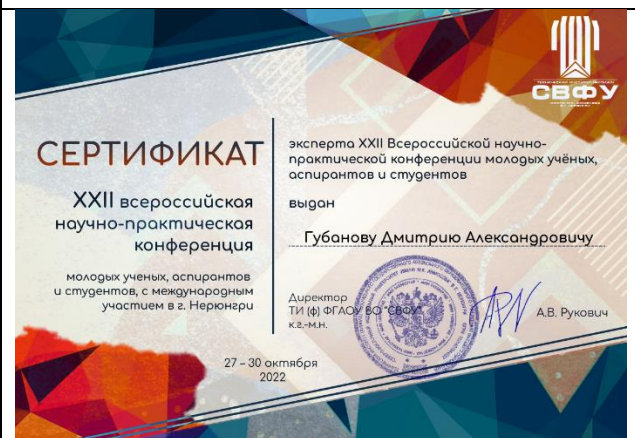 СВФУ
СЕРТИФИКАТ
XXII всероссийская
научно-практическая
конференция
молодых ученых, аспирантов
и студентов, с международным
участием в г. Нерюнгри
эксперта XXII Всероссийской научно-
практической конференции молодых учёных,
аспирантов и студентов
выдан
Губанову Дмитрию Александровичу
Директор
ТИ (ф) ФГАОУ ВО "СВФУ"
к.г.-м.н.
А.В. Рукович
27 – 30 октября
2022